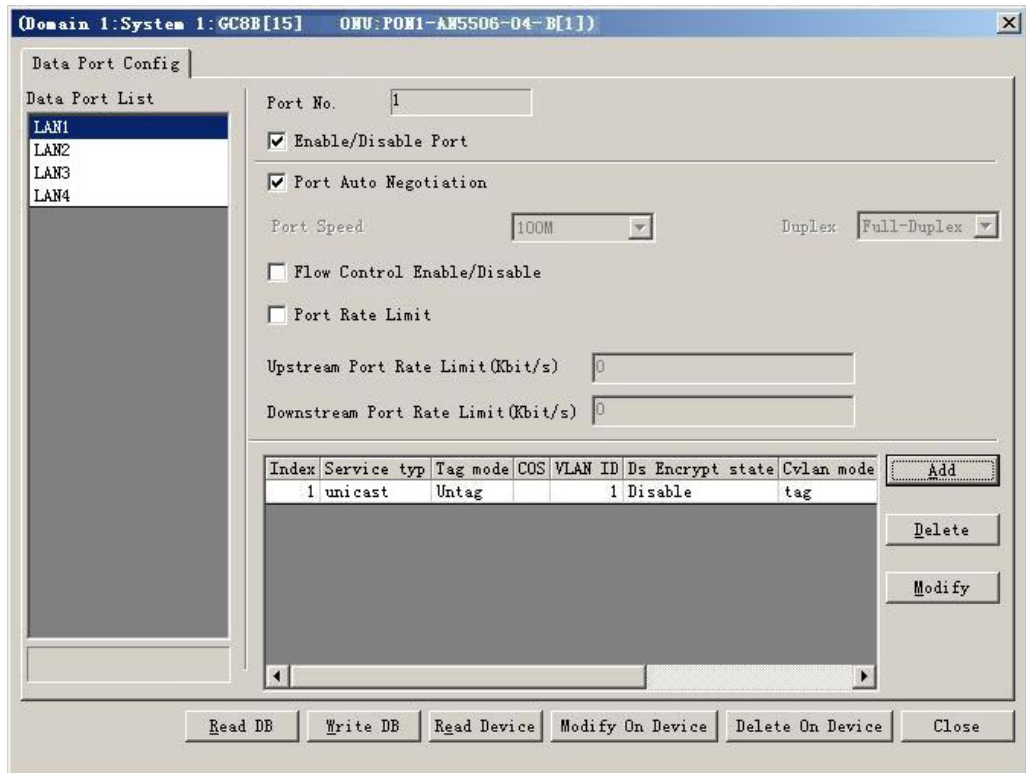 (Domain 1:System 1:GC8B[15] ONU:PON1-AN5506-04-B[1])
Data Port Config
Data Port List
LAN1
LAN2
LAN3
LAN4
Port No. 1
Enable/Disable Port
Port Auto Negotiation
Port Speed 100M Duplex Full-Duplex
Flow Control Enable/Disable
Port Rate Limit
Upstream Port Rate Limit(Kbit/s) 0
Downstream Port Rate Limit(Kbit/s) 0
Index Service typ Tag mode COS VLAN ID Ds Encrypt state Cvlan mode
1 unicast Untag 1 Disable tag
Add
Delete
Modify
Read DB Write DB Read Device Modify On Device Delete On Device Close